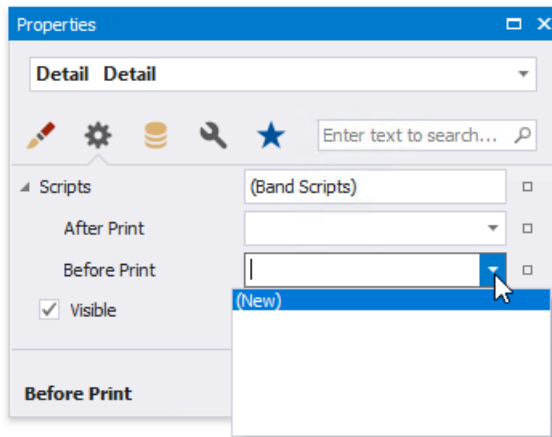 Properties
Detail Detail
Enter text to search...
Scripts
(Band Scripts)
After Print
Before Print
(New)
Visible
Before Print